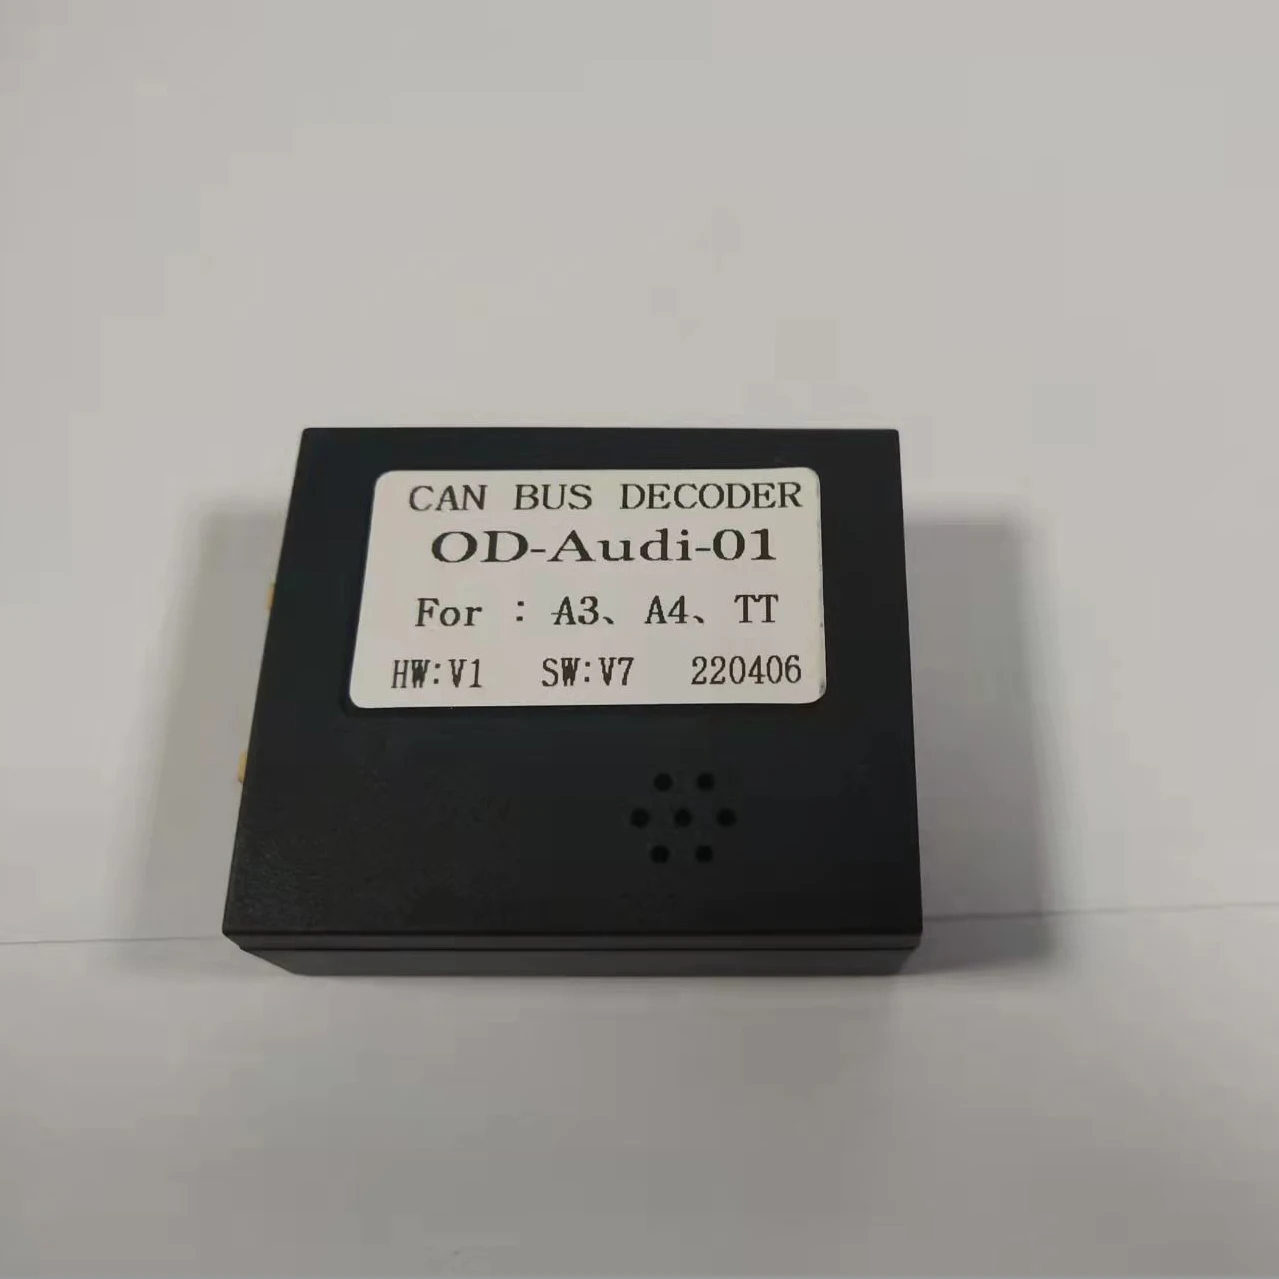 CAN BUS DECODER
OD-Audi-01
For : A3、A4、TT
HW:V1 SW:V7 220406